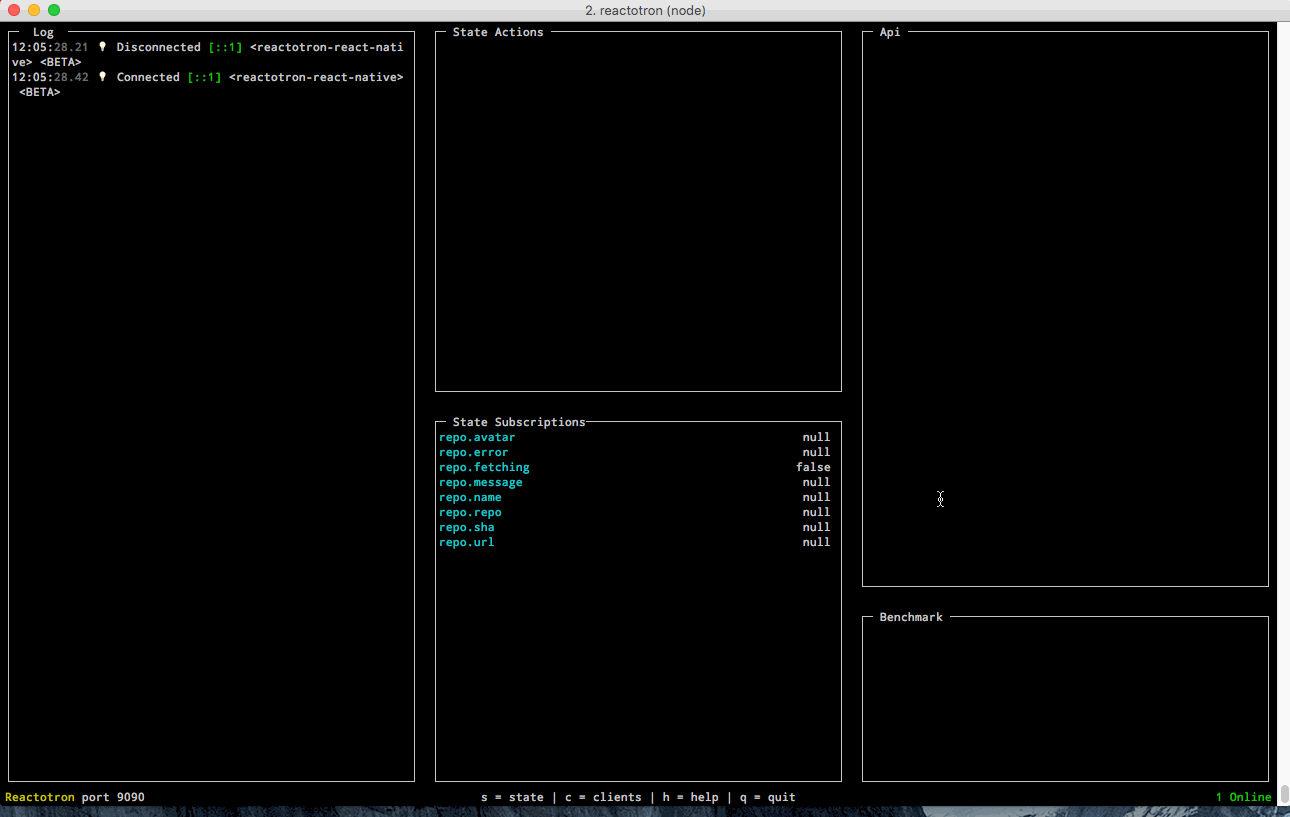 2. reactotron (node)
Log
12:05:28.21 Disconnected [::1] <reactotron-react-nati
ve> <BETA>
12:05:28.42 Connected [::1] <reactotron-react-native>
<BETA>
State Actions
State Subscriptions
repo.avatar null
repo.error null
repo.fetching false
repo.message null
repo.name null
repo.repo null
repo.sha null
repo.url null
Api
Benchmark
Reactotron port 9090
s = state | c = clients | h = help | q = quit
1 Online